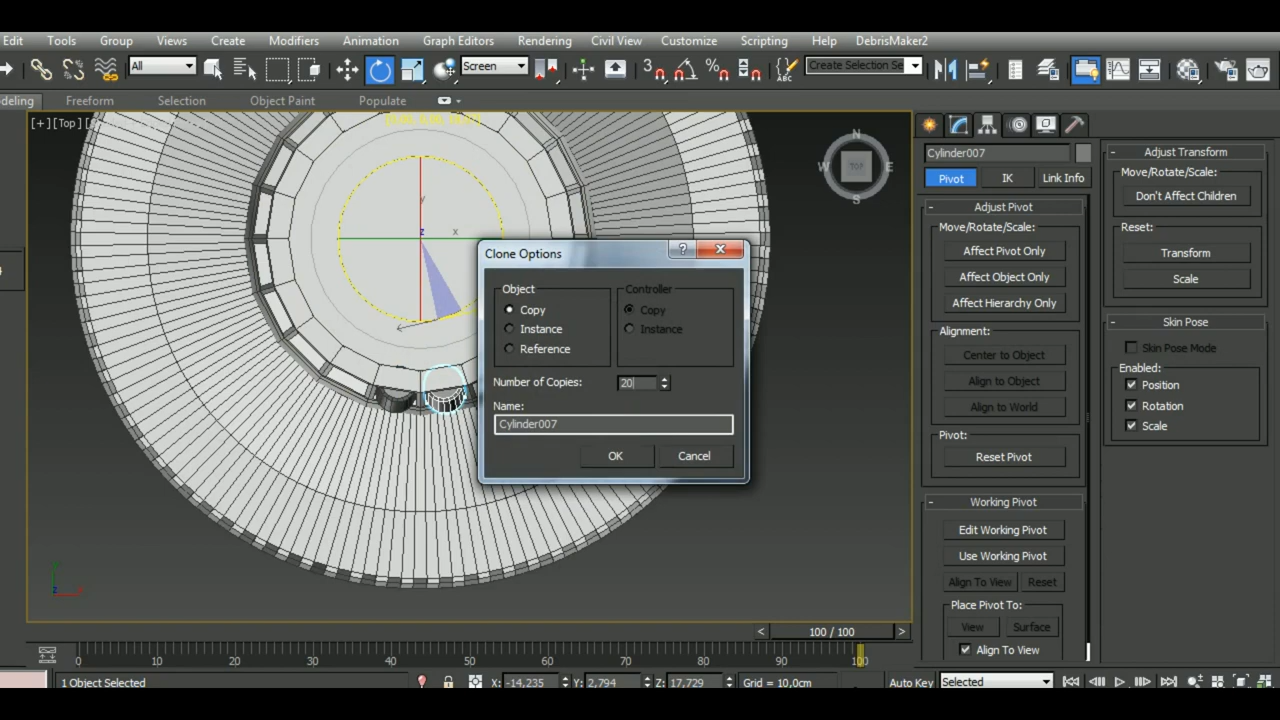 Edit Tools Group Views Create Modifiers Animation Graph Editors Rendering Civil View Customize Scripting Help DebrisMaker2
All Screen 3 ABC Create Selection Se
deling Freeform Selection Object Paint Populate
[+][Top][
N
W TOP E
S
y
z x
Cylinder007
Pivot IK Link Info
- Adjust Pivot
Move/Rotate/Scale:
Affect Pivot Only
Affect Object Only
Affect Hierarchy Only
Alignment:
Center to Object
Align to Object
Align to World
Pivot:
Reset Pivot
- Working Pivot
Edit Working Pivot
Use Working Pivot
Align To View Reset
Place Pivot To:
View Surface
Align To View
- Adjust Transform
Move/Rotate/Scale:
Don't Affect Children
Reset:
Transform
Scale
- Skin Pose
Skin Pose Mode
Enabled:
Position
Rotation
Scale
Clone Options
Object
Copy
Instance
Reference
Controller
Copy
Instance
Number of Copies: 20
Name:
Cylinder007
OK Cancel
< 100 / 100 >
0 10 20 30 40 50 60 70 80 90 100
1 Object Selected X: -14,235 Y: 2,794 Z: 17,729 Grid = 10,0cm Auto Key Selected